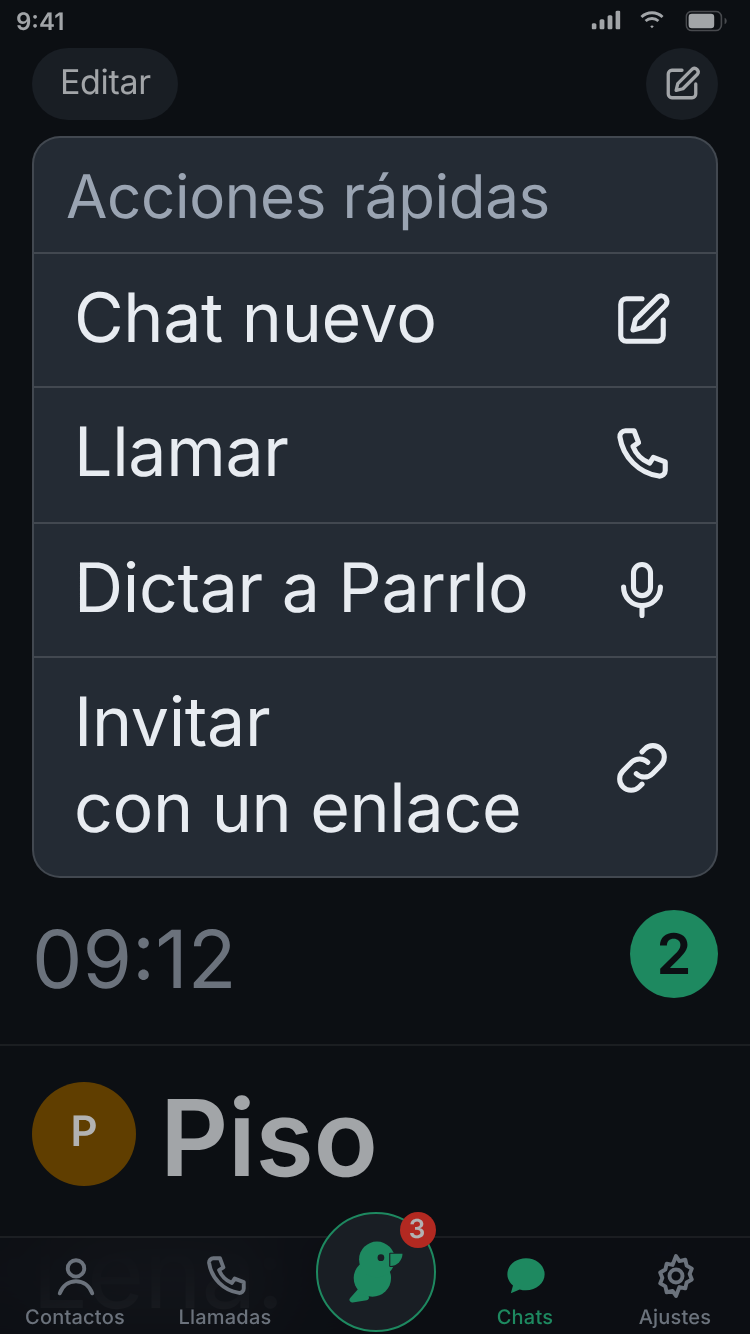 9:41
Editar
Acciones rápidas
Chat nuevo
Llamar
Dictar a Parrlo
Invitar
con un enlace
09:12
2
P
Piso
3
Contactos
Llamadas
Chats
Ajustes